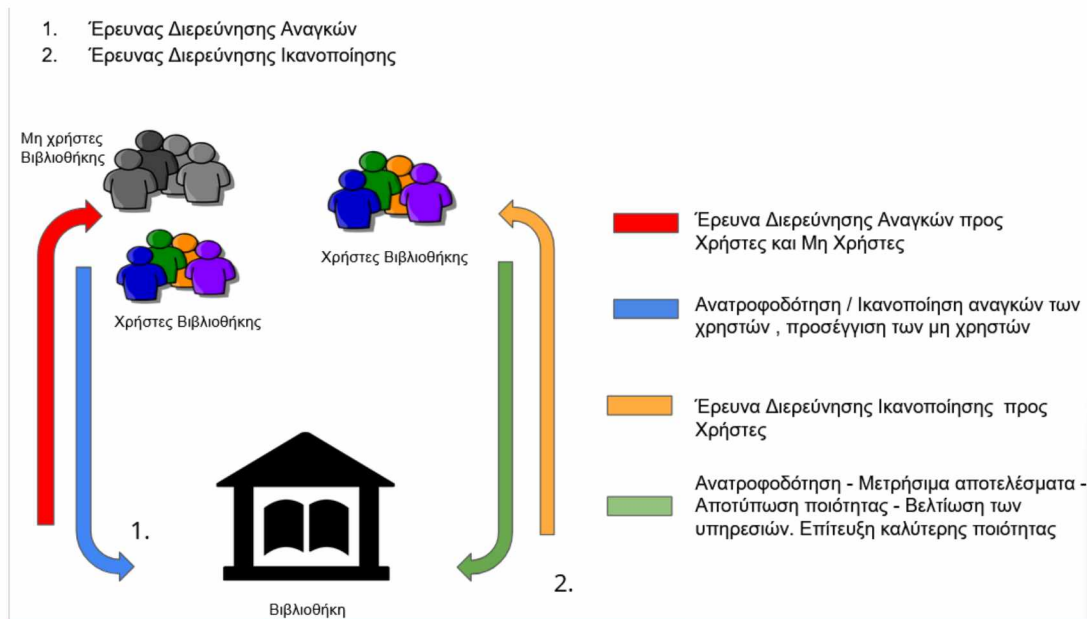 1. Έρευνας Διερεύνησης Αναγκών
2. Έρευνας Διερεύνησης Ικανοποίησης
Μη χρήστες
Βιβλιοθήκης
Χρήστες Βιβλιοθήκης
Χρήστες Βιβλιοθήκης
1.
Βιβλιοθήκη
2.
Έρευνα Διερεύνησης Αναγκών προς
Χρήστες και Μη Χρήστες
Ανατροφοδότηση / Ικανοποίηση αναγκών των
χρηστών , προσέγγιση των μη χρηστών
Έρευνα Διερεύνησης Ικανοποίησης προς
Χρήστες
Ανατροφοδότηση - Μετρήσιμα αποτελέσματα -
Αποτύπωση ποιότητας - Βελτίωση των
υπηρεσιών. Επίτευξη καλύτερης ποιότητας